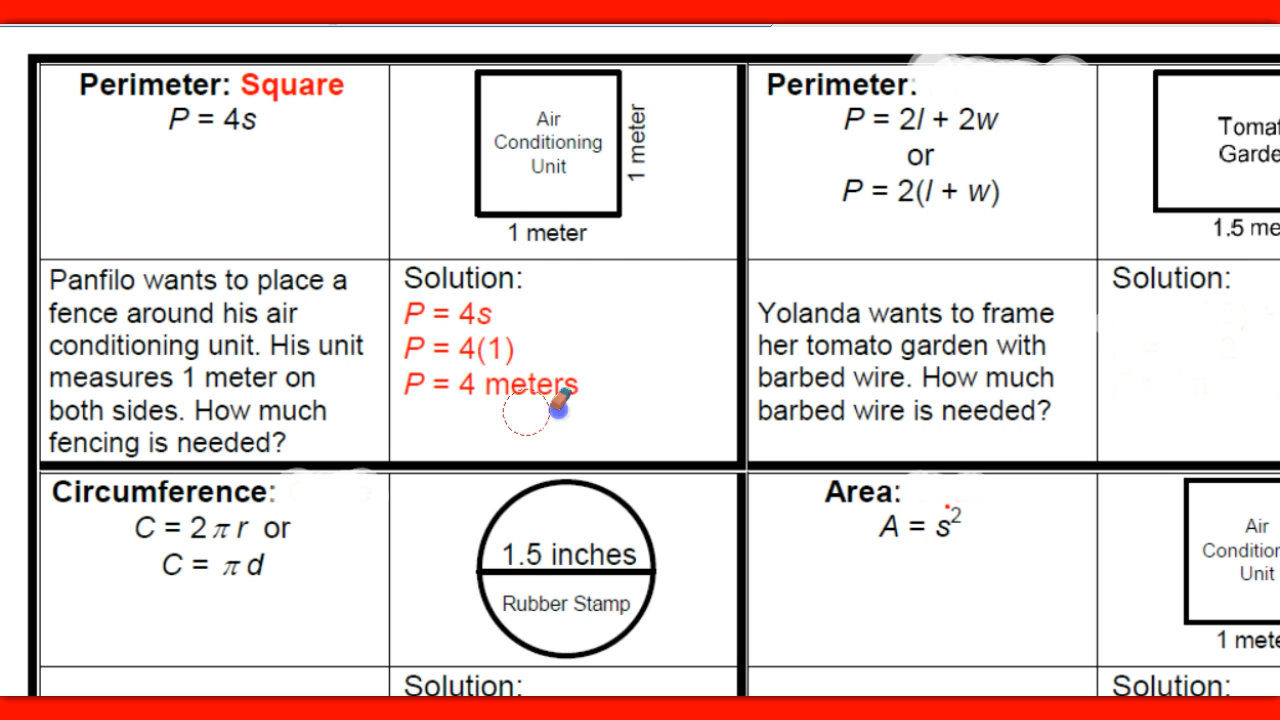 Perimeter: Square
P = 4s
Air
Conditioning
Unit
1 meter
1 meter
Perimeter:
P = 2l + 2w
or
P = 2(l + w)
1.5
Panfilo wants to place a
fence around his air
conditioning unit. His unit
measures 1 meter on
both sides. How much
fencing is needed?
Solution:
P = 4s
P = 4(1)
P = 4 meters
Yolanda wants to frame
her tomato garden with
barbed wire. How much
barbed wire is needed?
Solution:
Circumference:
C = 2πr or
C = πd
1.5 inches
Rubber Stamp
Area:
A = s²
Air
Unit
1
Solution:
Solution: